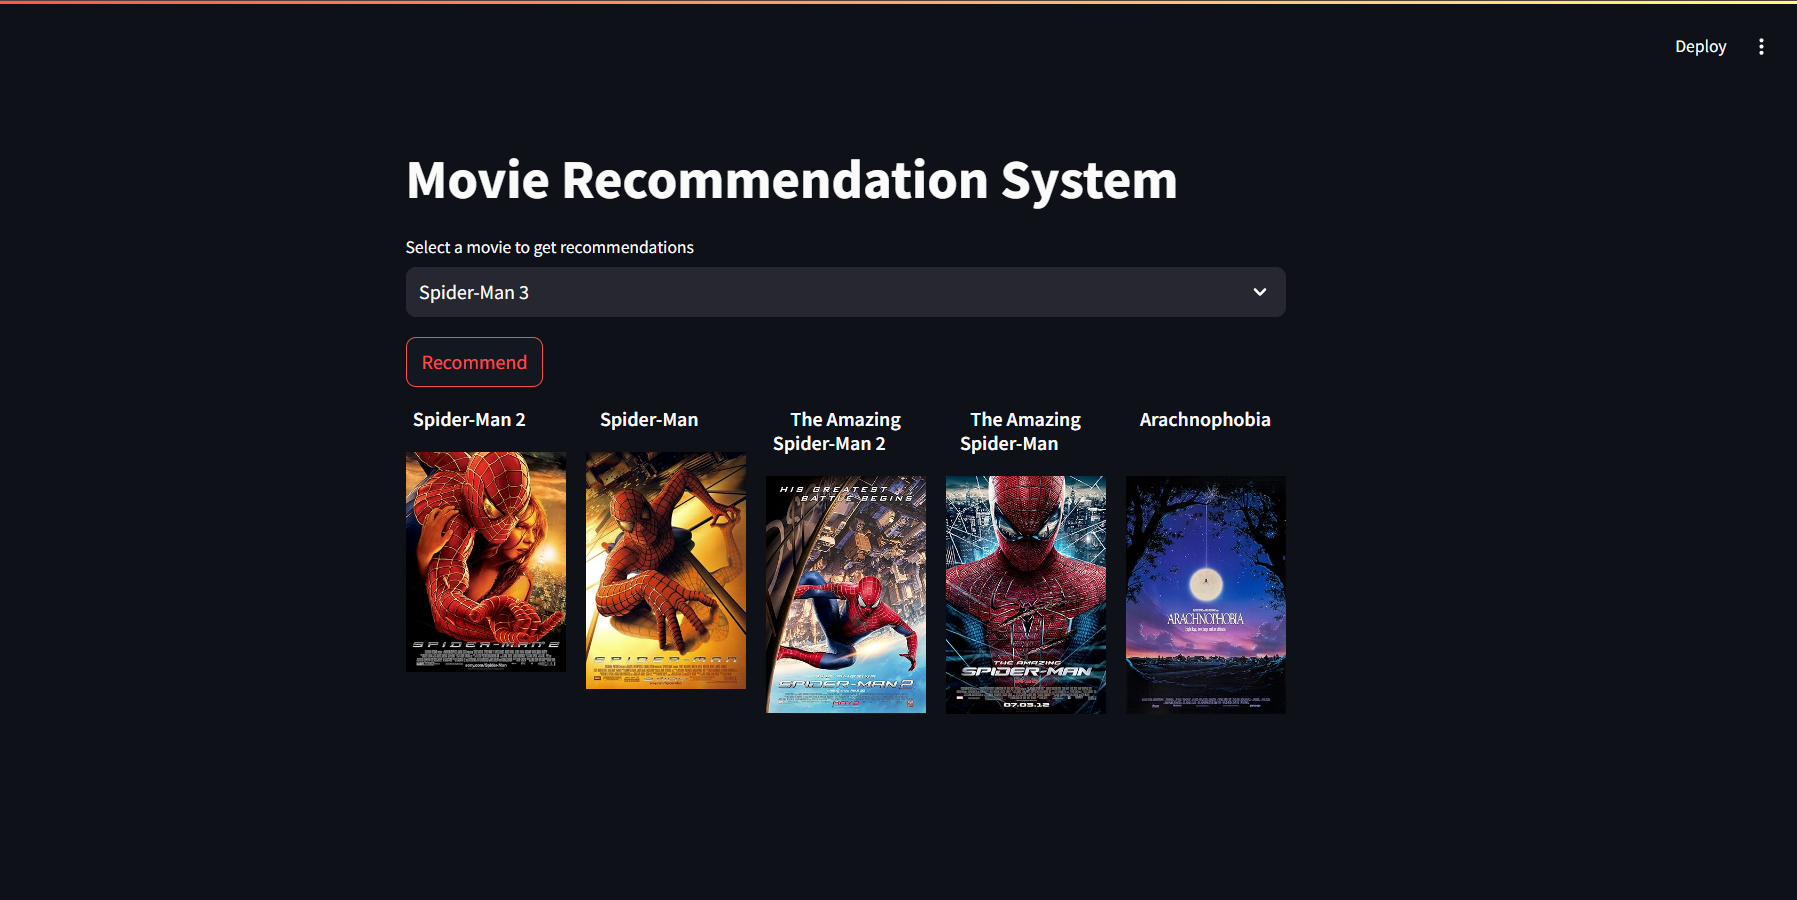 Deploy
Movie Recommendation System
Select a movie to get recommendations
Spider-Man 3
Recommend
Spider-Man 2
Spider-Man
The Amazing
Spider-Man 2
The Amazing
Spider-Man
Arachnophobia
SPIDER-MAN 2
SPIDER-MAN
HIS GREATEST
BATTLE BEGINS
THE AMAZING
SPIDER-MAN 2
THE AMAZING
SPIDER-MAN
07.03.12
ARACHNOPHOBIA